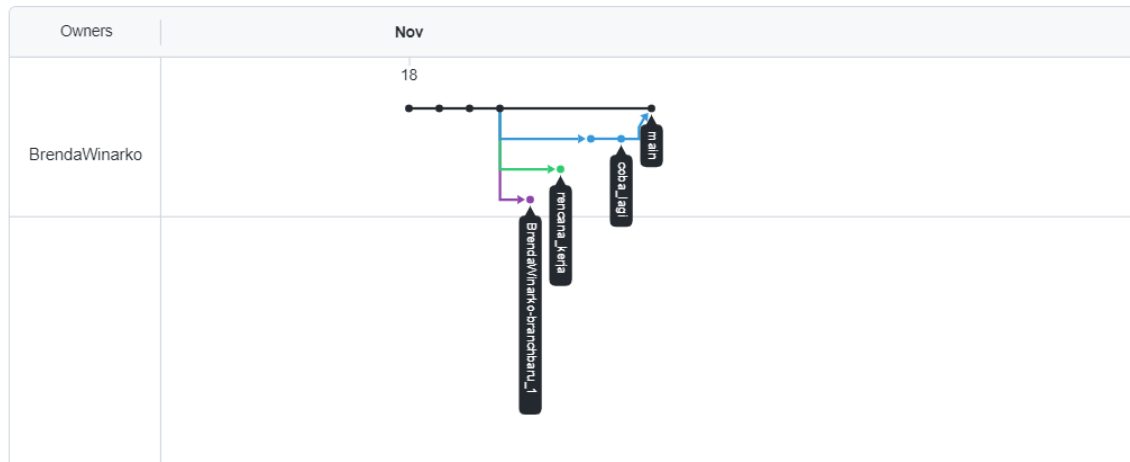 Owners
Nov
18
BrendaWinarko
main
coba_lagi
rencana_kerja
BrendaWinarko-branchbaru_1